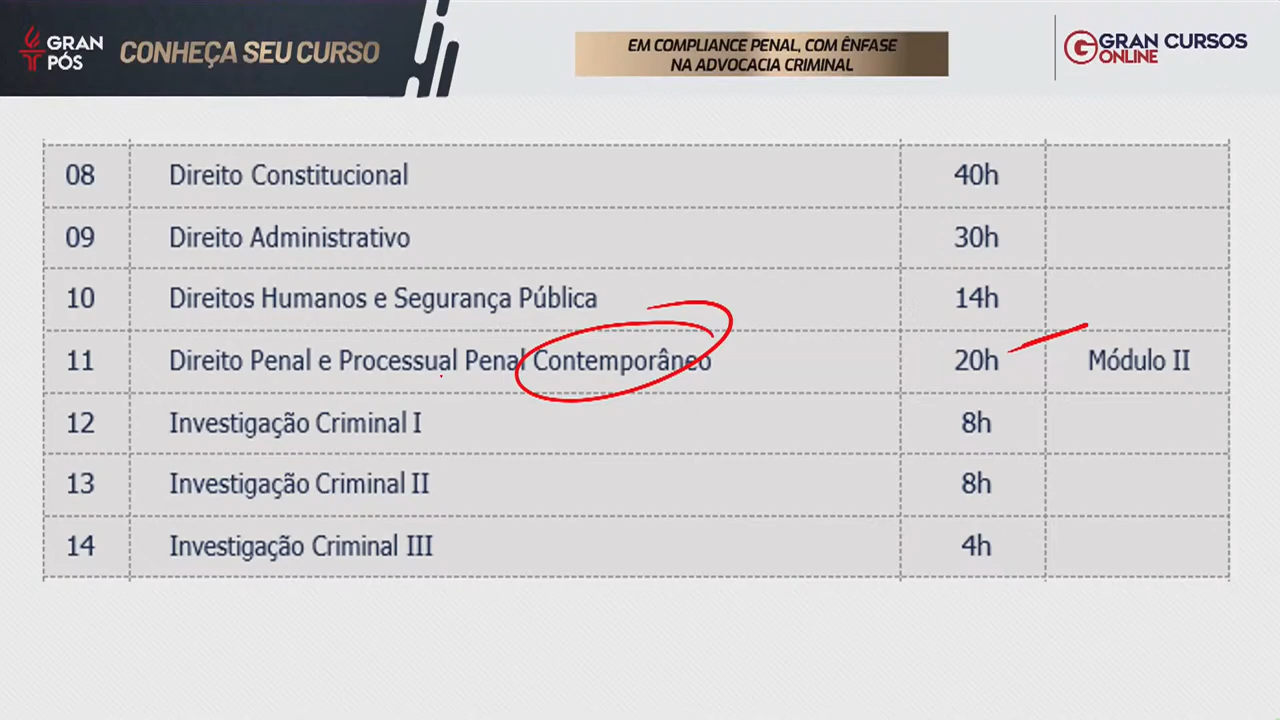 GRAN
PÓS
CONHEÇA SEU CURSO
EM COMPLIANCE PENAL, COM ÊNFASE
NA ADVOCACIA CRIMINAL
GRAN CURSOS
ONLINE
08 Direito Constitucional 40h
09 Direito Administrativo 30h
10 Direitos Humanos e Segurança Pública 14h
11 Direito Penal e Processual Penal Contemporâneo 20h Módulo II
12 Investigação Criminal I 8h
13 Investigação Criminal II 8h
14 Investigação Criminal III 4h